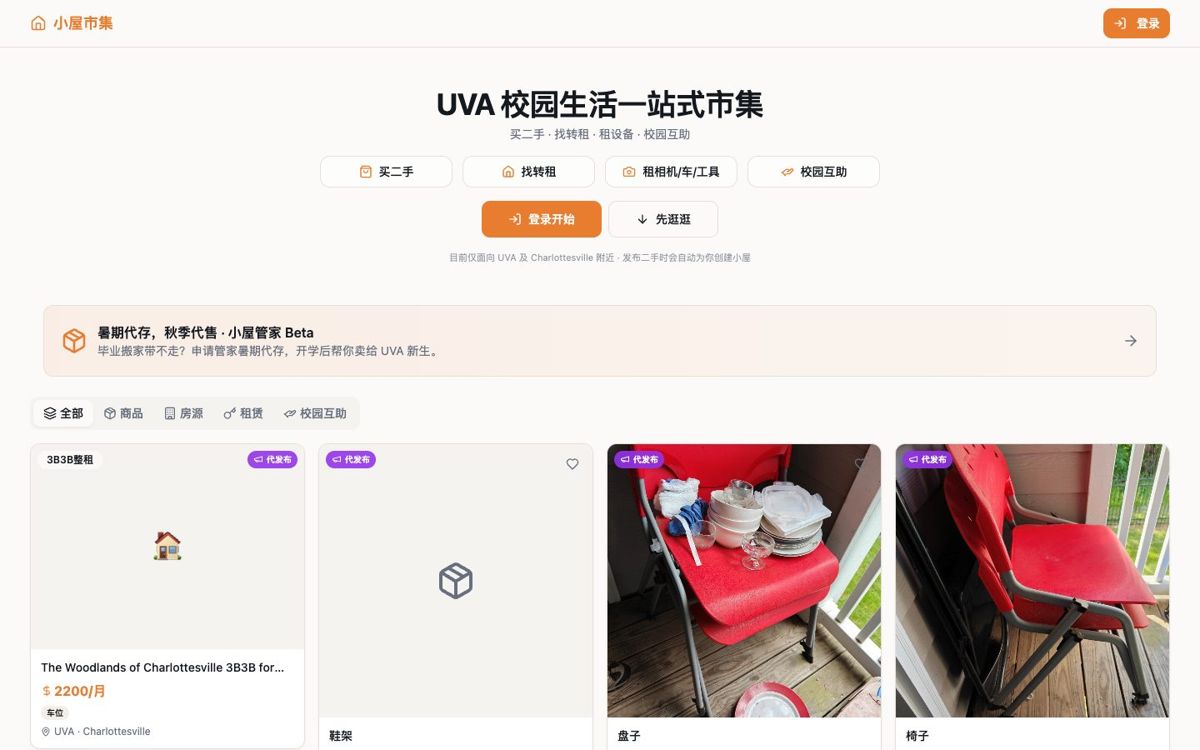 小屋市集
登录
UVA 校园生活一站式市集
买二手 · 找转租 · 租设备 · 校园互助
买二手
找转租
租相机/车/工具
校园互助
登录开始
先逛逛
目前仅面向 UVA 及 Charlottesville 附近 · 发布二手时会自动为你创建小屋
暑期代存，秋季代售 · 小屋管家 Beta
毕业搬家带不走？申请管家暑期代存，开学后帮你卖给 UVA 新生。
全部
商品
房源
租赁
校园互助
3B3B整租
代发布
The Woodlands of Charlottesville 3B3B for...
$ 2200/月
车位
UVA · Charlottesville
代发布
鞋架
代发布
盘子
代发布
椅子